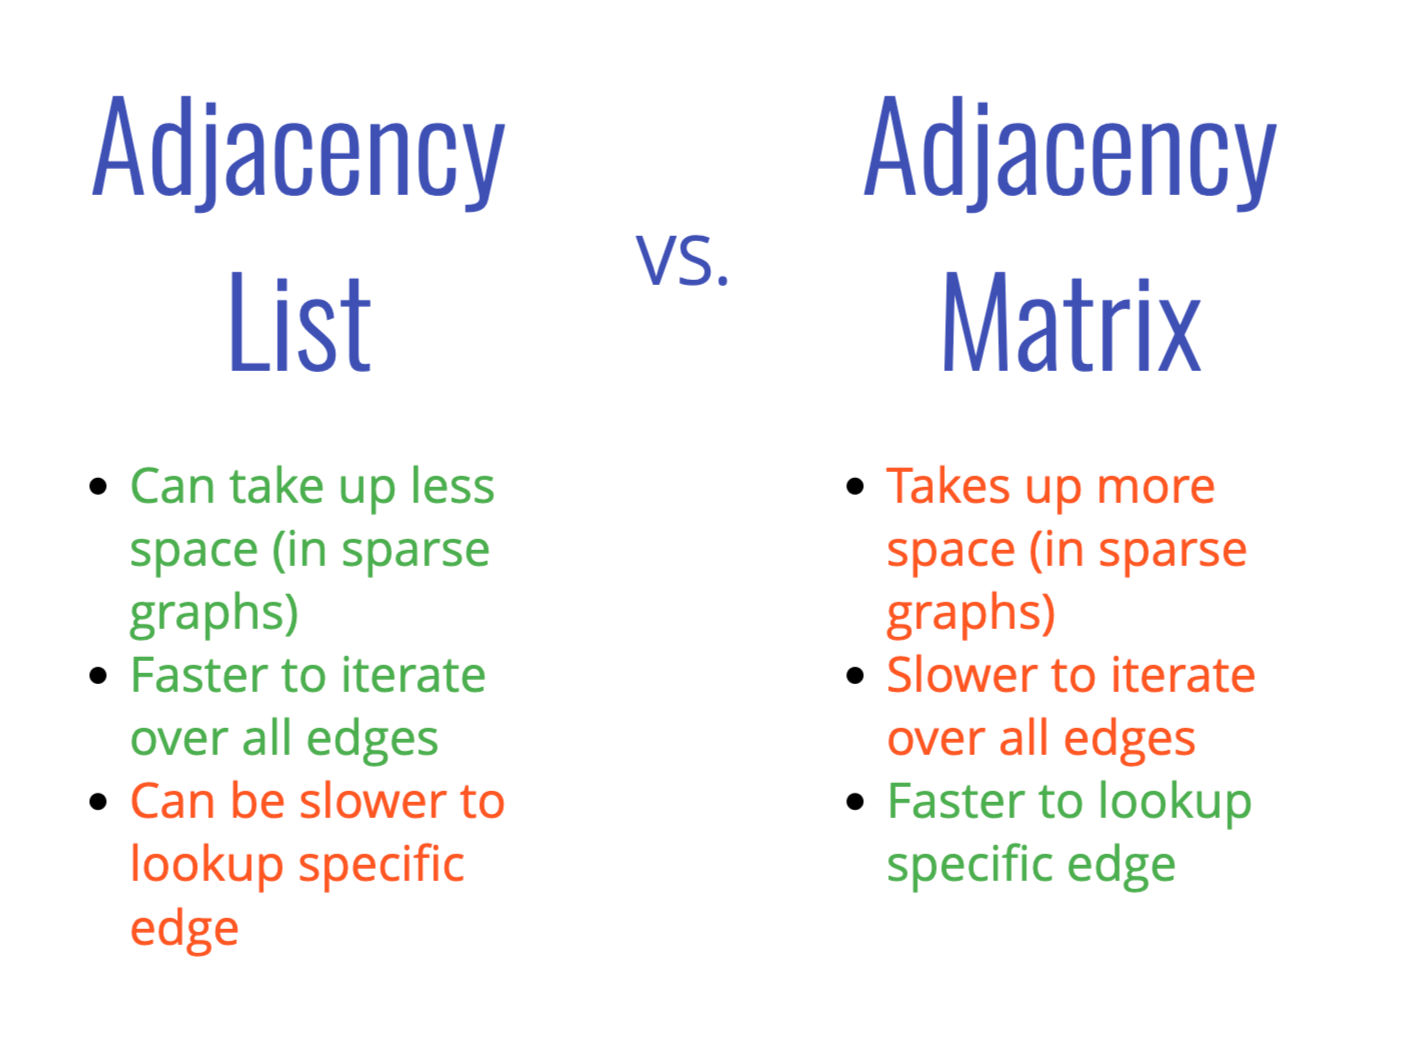 Adjacency
List
vs.
Adjacency
Matrix
Can take up less
space (in sparse
graphs)
Faster to iterate
over all edges
Can be slower to
lookup specific
edge
Takes up more
space (in sparse
graphs)
Slower to iterate
over all edges
Faster to lookup
specific edge